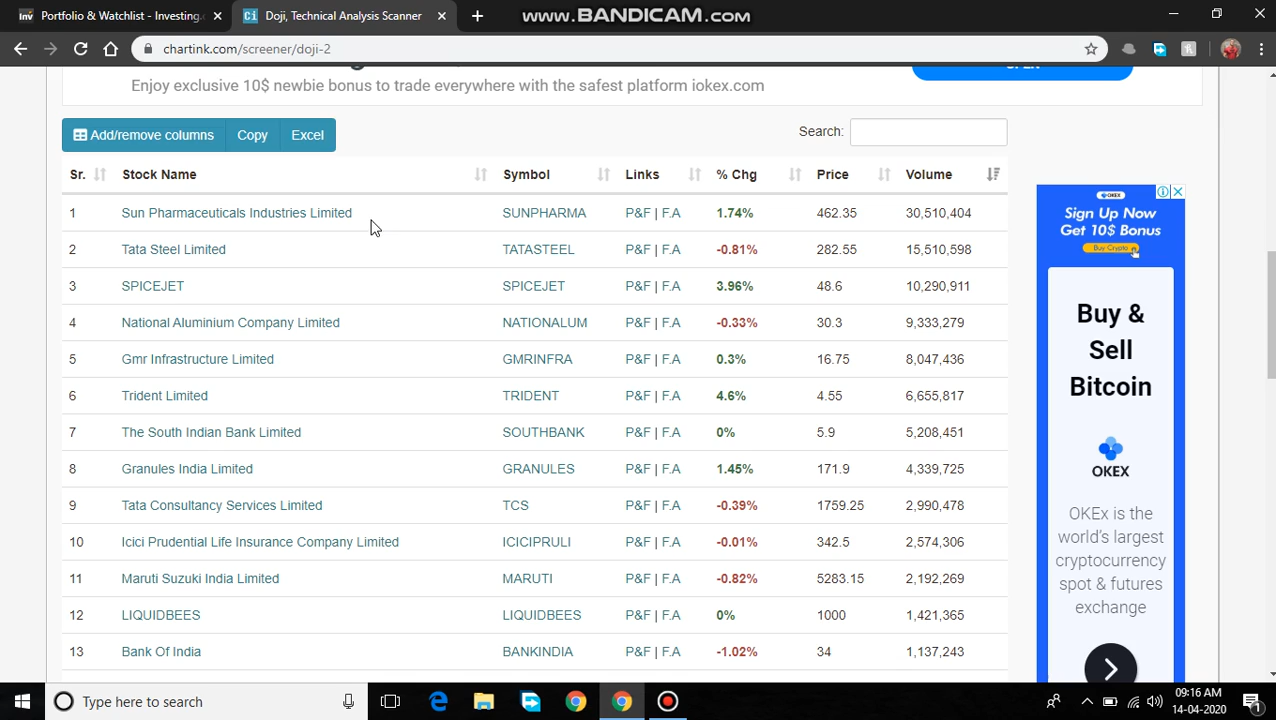 Portfolio & Watchlist - Investing.
Doji, Technical Analysis Scanner
www.BANDICAM.com
chartink.com/screener/doji-2
Enjoy exclusive 10$ newbie bonus to trade everywhere with the safest platform iokex.com
Add/remove columns Copy Excel
Search:
Sr. Stock Name Symbol Links % Chg Price Volume
1 Sun Pharmaceuticals Industries Limited SUNPHARMA P&F | F.A 1.74% 462.35 30,510,404
2 Tata Steel Limited TATASTEEL P&F | F.A -0.81% 282.55 15,510,598
3 SPICEJET SPICEJET P&F | F.A 3.96% 48.6 10,290,911
4 National Aluminium Company Limited NATIONALUM P&F | F.A -0.33% 30.3 9,333,279
5 Gmr Infrastructure Limited GMRINFRA P&F | F.A 0.3% 16.75 8,047,436
6 Trident Limited TRIDENT P&F | F.A 4.6% 4.55 6,655,817
7 The South Indian Bank Limited SOUTHBANK P&F | F.A 0% 5.9 5,208,451
8 Granules India Limited GRANULES P&F | F.A 1.45% 171.9 4,339,725
9 Tata Consultancy Services Limited TCS P&F | F.A -0.39% 1759.25 2,990,478
10 Icici Prudential Life Insurance Company Limited ICICIPRULI P&F | F.A -0.01% 342.5 2,574,306
11 Maruti Suzuki India Limited MARUTI P&F | F.A -0.82% 5283.15 2,192,269
12 LIQUIDBEES LIQUIDBEES P&F | F.A 0% 1000 1,421,365
13 Bank Of India BANKINDIA P&F | F.A -1.02% 34 1,137,243
OKEX
Sign Up Now
Get 10$ Bonus
Buy Crypto
Buy &
Sell
Bitcoin
OKEX
OKEx is the
world's largest
cryptocurrency
spot & futures
exchange
Type here to search
09:16 AM
14-04-2020
1